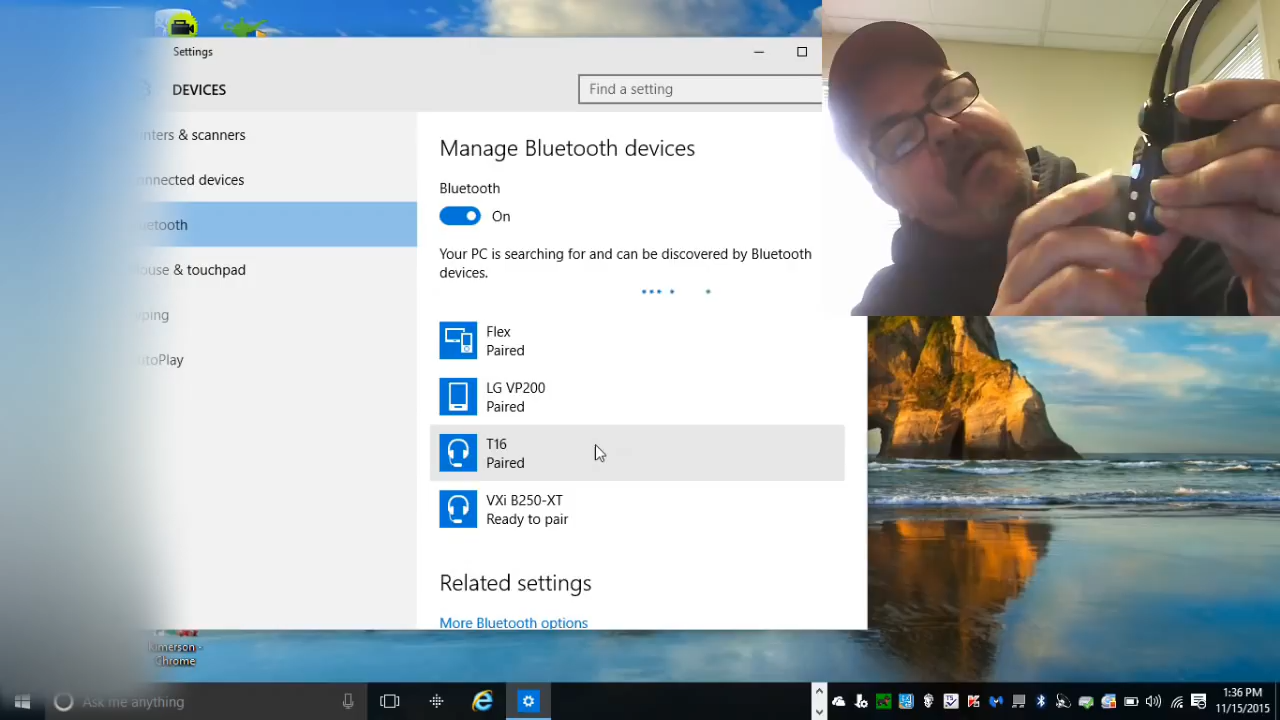 Settings
DEVICES
Find a setting
nters & scanners
nnected devices
etooth
ouse & touchpad
ping
toPlay
Manage Bluetooth devices
Bluetooth
On
Your PC is searching for and can be discovered by Bluetooth
devices.
Flex
Paired
LG VP200
Paired
T16
Paired
VXi B250-XT
Ready to pair
Related settings
More Bluetooth options
Kimerson -
Chrome
Ask me anything
1:36 PM
11/15/2015